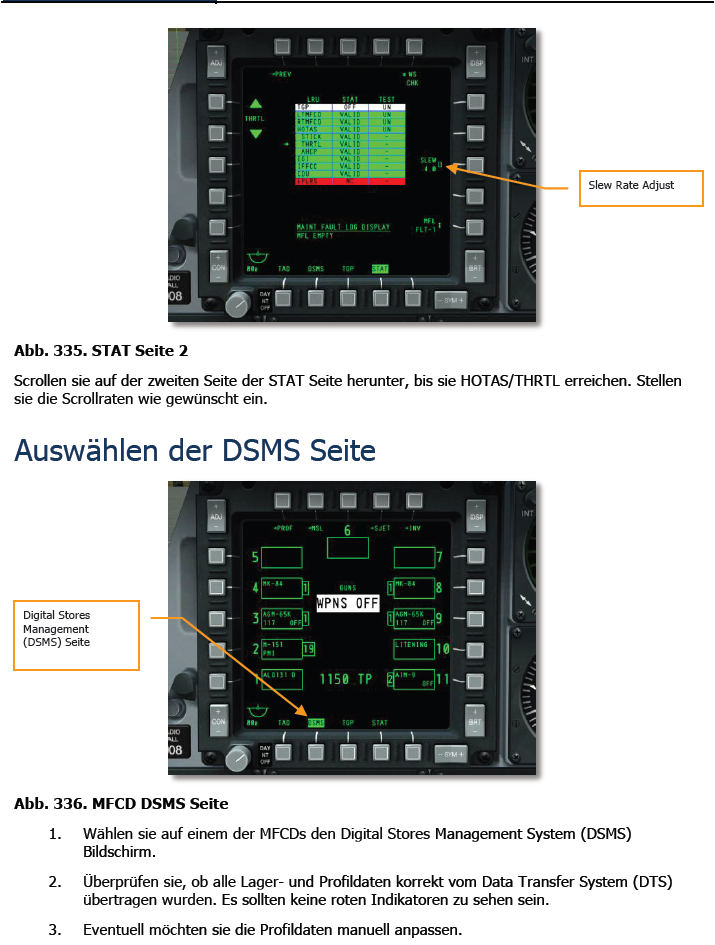 ADJ
DSP
INT
→PREV
WS
CHK
LRU STAT TEST
TGP OFF UN
LTMFCD VALID UN
RTMFCD VALID UN
HOTAS VALID UN
STICK VALID -
THRTL VALID -
AHCP VALID -
EGI VALID -
IFFCC VALID -
CDU VALID -
THRTL
SLEW
4.0
Slew Rate Adjust
MAINT FAULT LOG DISPLAY
MFL EMPTY
MFL
FLT-1
TAD DSMS TGP STAT
CON
BRT
DAY
NT
OFF
- SYM +
Abb. 335. STAT Seite 2
Scrollen sie auf der zweiten Seite der STAT Seite herunter, bis sie HOTAS/THRTL erreichen. Stellen
sie die Scrollraten wie gewünscht ein.
Auswählen der DSMS Seite
ADJ
DSP
INT
→PROF →MSL →SJET →INV
6
5
7
4 MK-84 1
GUNS
1 MK-84 8
WPNS OFF
3 AGM-65K 1
117 OFF
1 AGM-65K 9
117 OFF
2 M-151 19
LITENING 10
1 ALQ131 D
1150 TP
2 AIM-9 11
OFF
Digital Stores
Management
(DSMS) Seite
TAD DSMS TGP STAT
CON
BRT
DAY
NT
OFF
- SYM +
Abb. 336. MFCD DSMS Seite
1. Wählen sie auf einem der MFCDs den Digital Stores Management System (DSMS)
Bildschirm.
2. Überprüfen sie, ob alle Lager- und Profildaten korrekt vom Data Transfer System (DTS)
übertragen wurden. Es sollten keine roten Indikatoren zu sehen sein.
3. Eventuell möchten sie die Profildaten manuell anpassen.